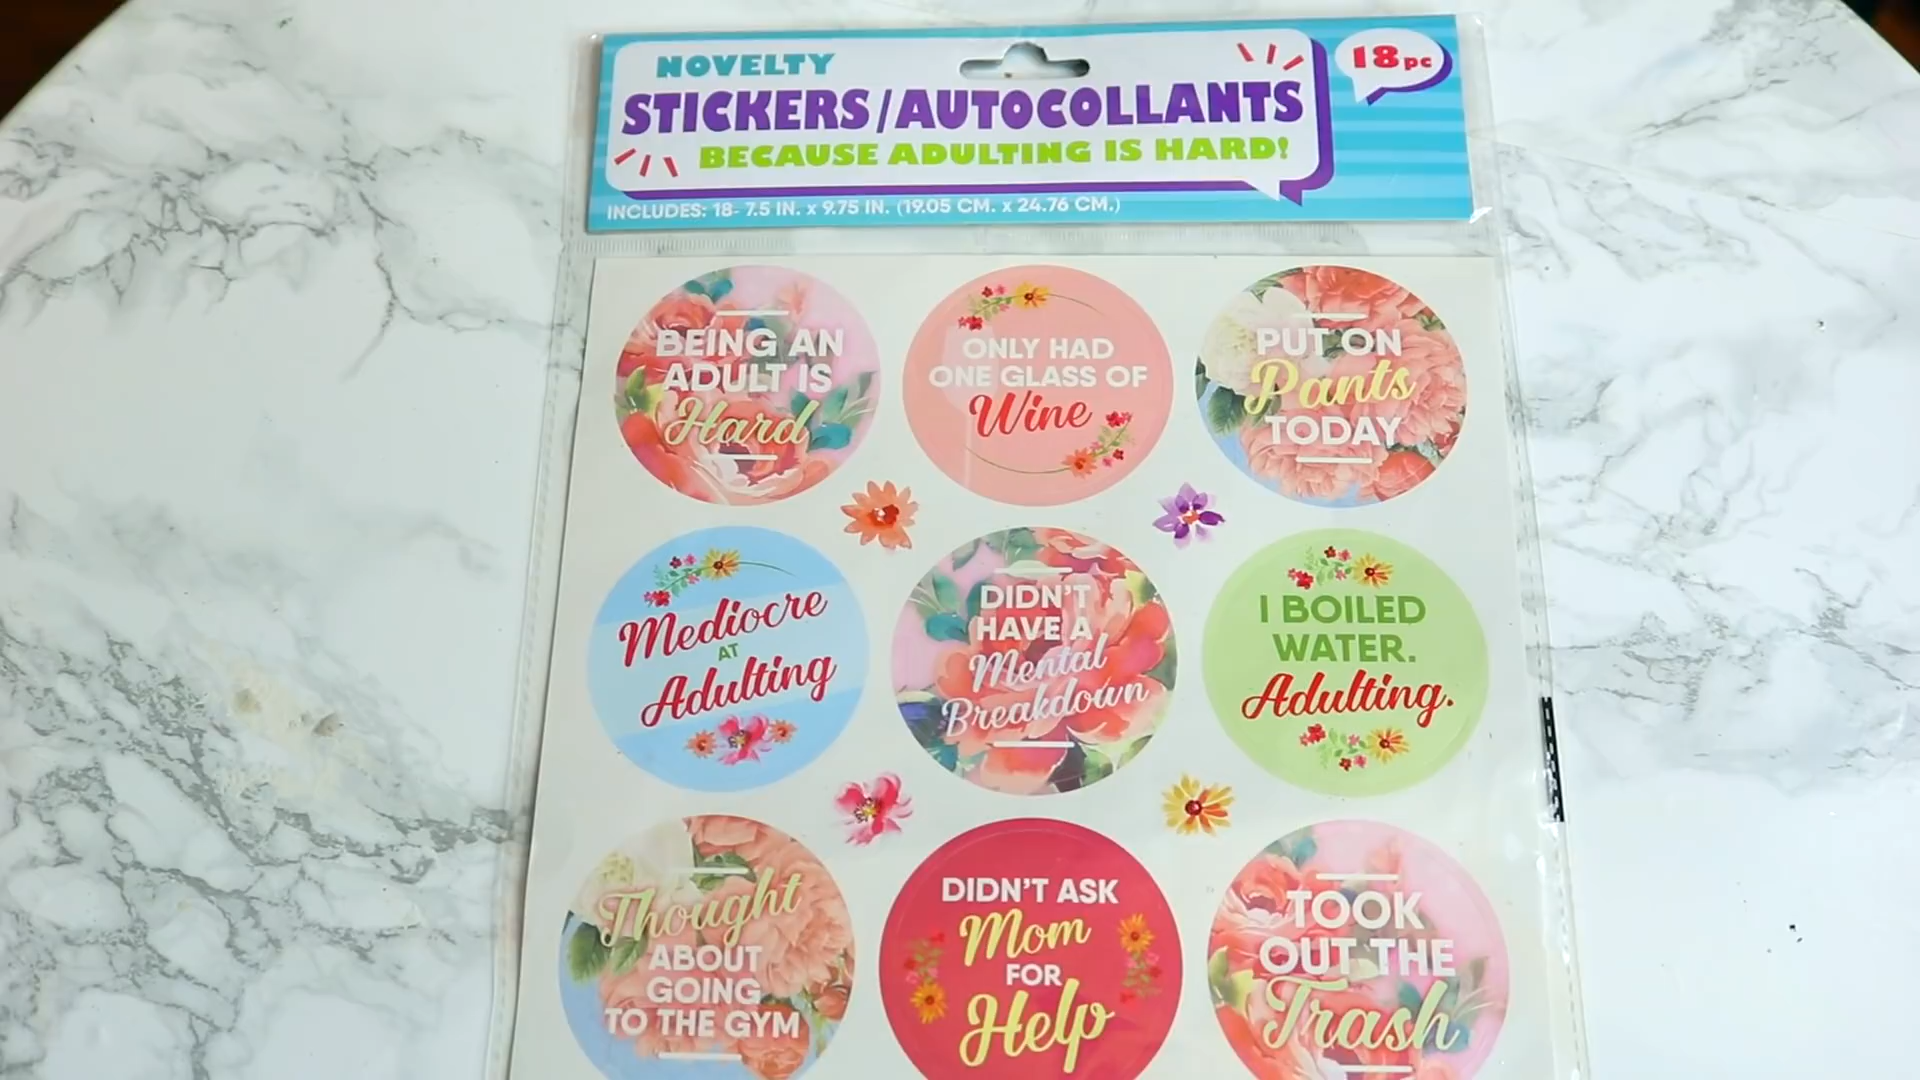 NOVELTY
STICKERS/AUTOCOLLANTS
BECAUSE ADULTING IS HARD!
18pc
INCLUDES: 18- 7.5 IN. x 9.75 IN. (19.05 CM. x 24.76 CM.)
BEING AN
ADULT IS
Hard
ONLY HAD
ONE GLASS OF
Wine
PUT ON
Pants
TODAY
Mediocre
AT
Adulting
DIDN'T
HAVE A
Mental
Breakdown
I BOILED
WATER.
Adulting.
Thought
ABOUT
GOING
TO THE GYM
DIDN'T ASK
Mom
FOR
Help
TOOK
OUT THE
Trash